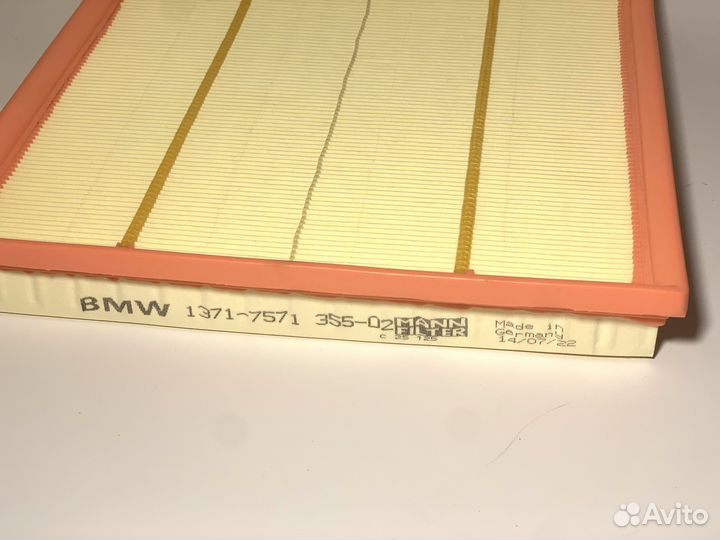 BMW 1371-7571 355-02 MANN FILTER
C 25 125
Made in
Germany
14/07/22
Avito